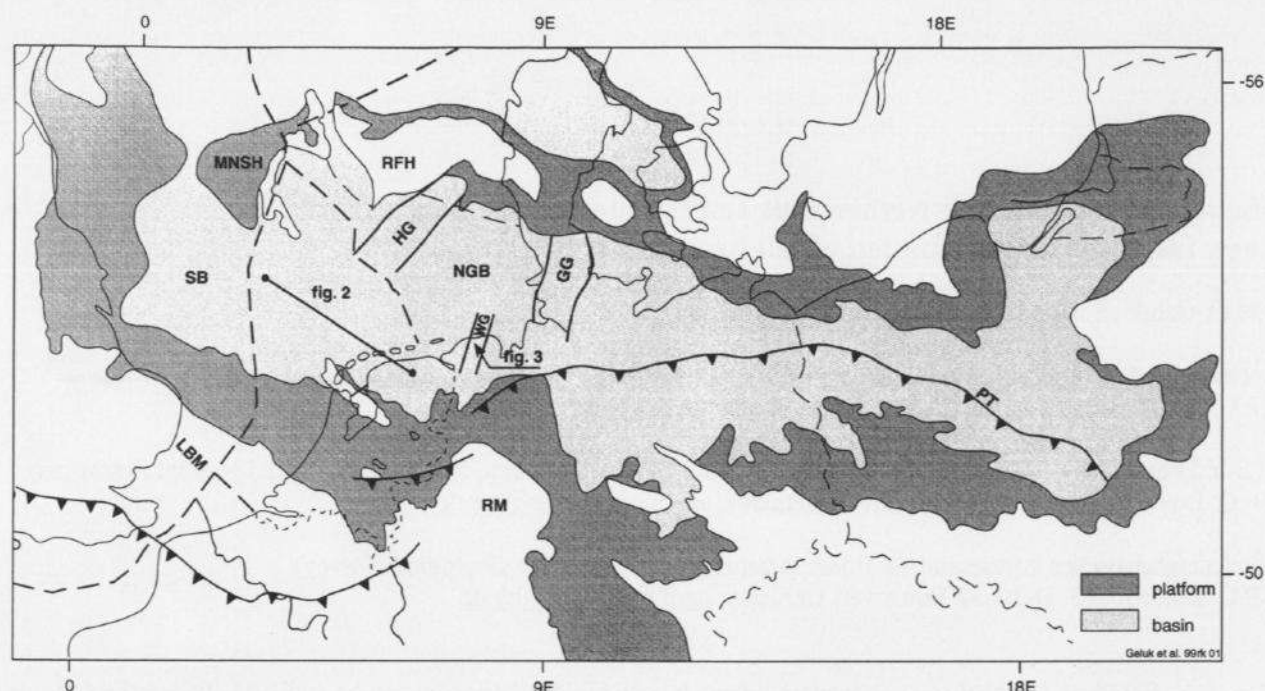 0 9E 18E
-56
MNSH
RFH
HG
SB
NGB
GG
fig. 2
WG
fig. 3
PT
LBM
RM
-50
platform
basin
Geluk et al. 99rk 01
0 9E 18E